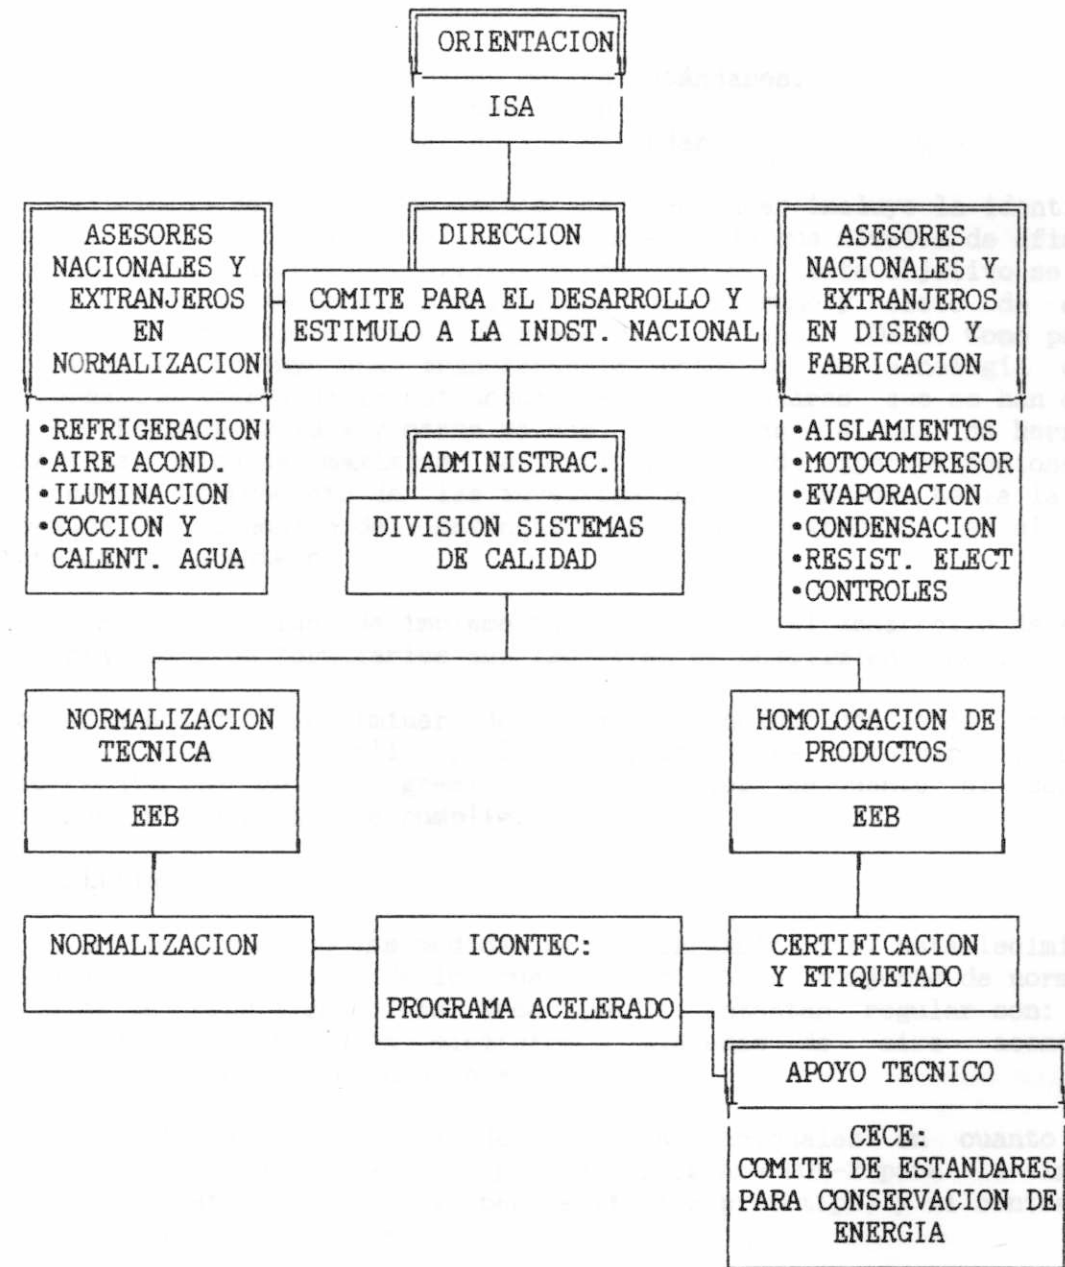 ORIENTACION
ISA
ASESORES
NACIONALES Y
EXTRANJEROS
EN
NORMALIZACION
•REFRIGERACION
•AIRE ACOND.
•ILUMINACION
•COCCION Y
CALENT. AGUA
DIRECCION
COMITE PARA EL DESARROLLO Y
ESTIMULO A LA INDST. NACIONAL
ADMINISTRAC.
DIVISION SISTEMAS
DE CALIDAD
ASESORES
NACIONALES Y
EXTRANJEROS
EN DISEÑO Y
FABRICACION
•AISLAMIENTOS
•MOTOCOMPRESOR
•EVAPORACION
•CONDENSACION
•RESIST. ELECT
•CONTROLES
NORMALIZACION
TECNICA
EEB
HOMOLOGACION DE
PRODUCTOS
EEB
NORMALIZACION
ICONTEC:
PROGRAMA ACELERADO
CERTIFICACION
Y ETIQUETADO
APOYO TECNICO
CECE:
COMITE DE ESTANDARES
PARA CONSERVACION DE
ENERGIA